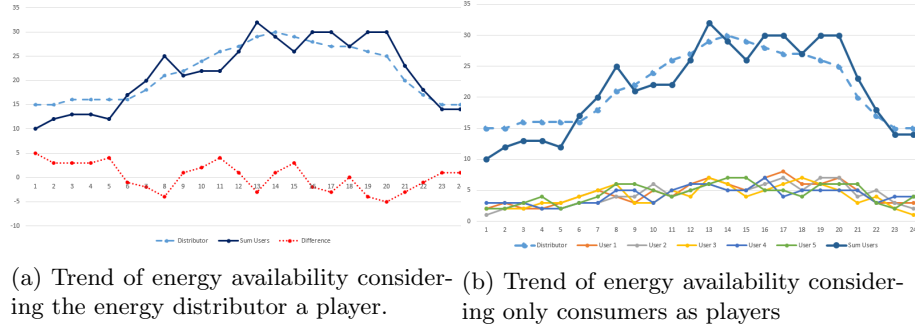 35
30
25
20
15
10
5
0
-5
-10
1 2 3 4 5 6 7 8 9 10 11 12 13 14 15 16 17 18 19 20 21 22 23 24
Distributor Sum Users Difference
(a) Trend of energy availability consider-
ing the energy distributor a player.
35
30
25
20
15
10
5
0
1 2 3 4 5 6 7 8 9 10 11 12 13 14 15 16 17 18 19 20 21 22 23 24
Distributor User 1 User 2 User 3 User 4 User 5 Sum Users
(b) Trend of energy availability consider-
ing only consumers as players